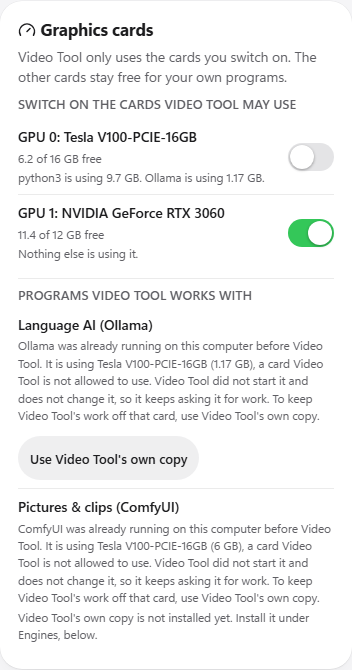 Graphics cards
Video Tool only uses the cards you switch on. The
other cards stay free for your own programs.
SWITCH ON THE CARDS VIDEO TOOL MAY USE
GPU 0: Tesla V100-PCIE-16GB
6.2 of 16 GB free
python3 is using 9.7 GB. Ollama is using 1.17 GB.
GPU 1: NVIDIA GeForce RTX 3060
11.4 of 12 GB free
Nothing else is using it.
PROGRAMS VIDEO TOOL WORKS WITH
Language AI (Ollama)
Ollama was already running on this computer before Video
Tool. It is using Tesla V100-PCIE-16GB (1.17 GB), a card Video
Tool is not allowed to use. Video Tool did not start it and
does not change it, so it keeps asking it for work. To keep
Video Tool's work off that card, use Video Tool's own copy.
Use Video Tool's own copy
Pictures & clips (ComfyUI)
ComfyUI was already running on this computer before Video
Tool. It is using Tesla V100-PCIE-16GB (6 GB), a card Video
Tool is not allowed to use. Video Tool did not start it and
does not change it, so it keeps asking it for work. To keep
Video Tool's work off that card, use Video Tool's own copy.
Video Tool's own copy is not installed yet. Install it under
Engines, below.